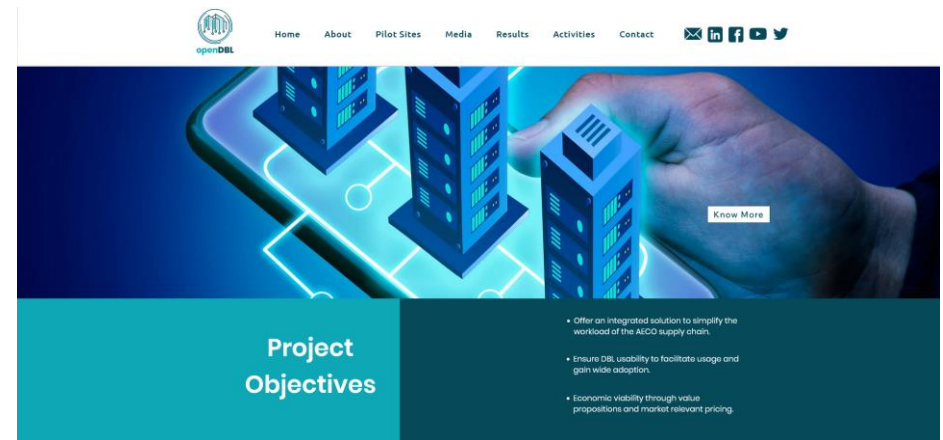 openDBL
Home About Pilot Sites Media Results Activities Contact
Know More
Project
Objectives
• Offer an integrated solution to simplify the
workload of the AECO supply chain.
• Ensure DBL usability to facilitate usage and
gain wide adoption.
• Economic viability through value
propositions and market relevant pricing.